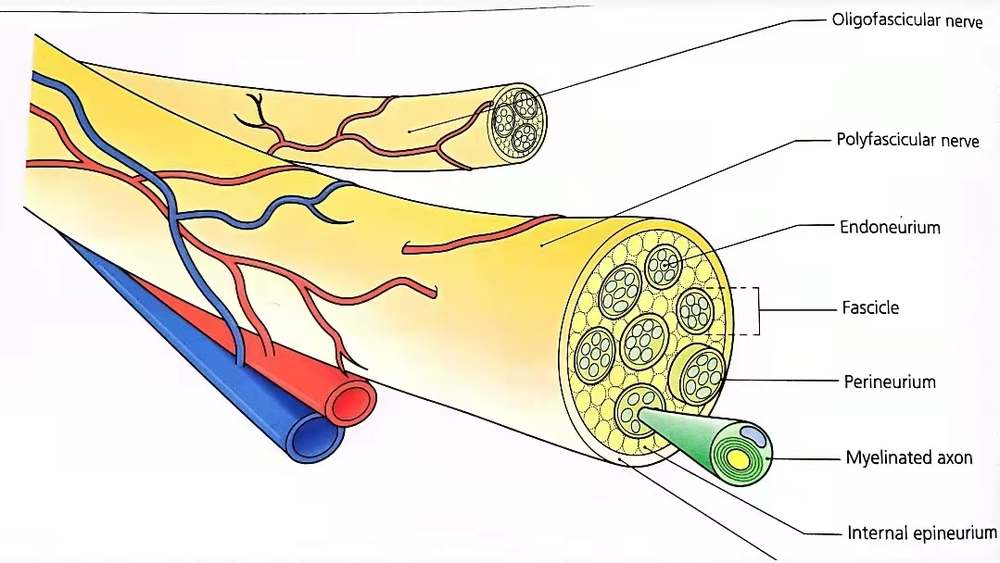 Oligofascicular nerve
Polyfascicular nerve
Endoneurium
Fascicle
Perineurium
Myelinated axon
Internal epineurium